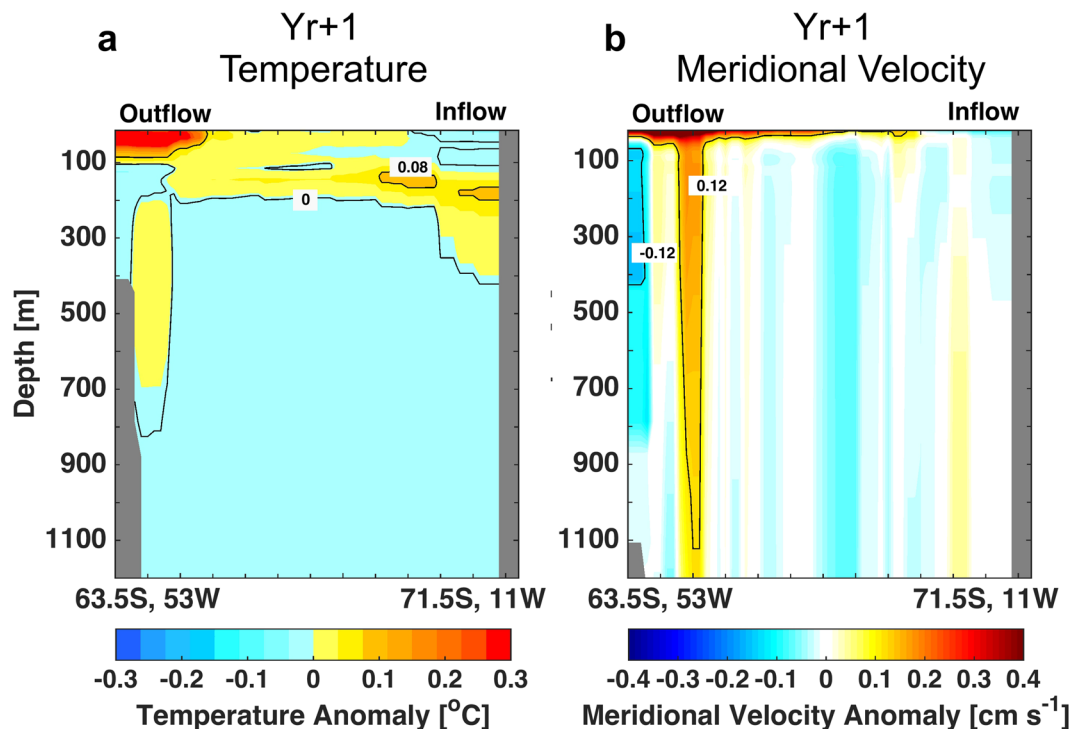 a
Yr+1
Temperature
Outflow
Inflow
100
300
500
700
900
1100
Depth [m]
0.08
0
63.5S, 53W
71.5S, 11W
-0.3
-0.2
-0.1
0
0.1
0.2
0.3
Temperature Anomaly [°C]
b
Yr+1
Meridional Velocity
Outflow
Inflow
100
300
500
700
900
1100
0.12
-0.12
63.5S, 53W
71.5S, 11W
-0.4
-0.3
-0.2
-0.1
0
0.1
0.2
0.3
0.4
Meridional Velocity Anomaly [cm s⁻¹]